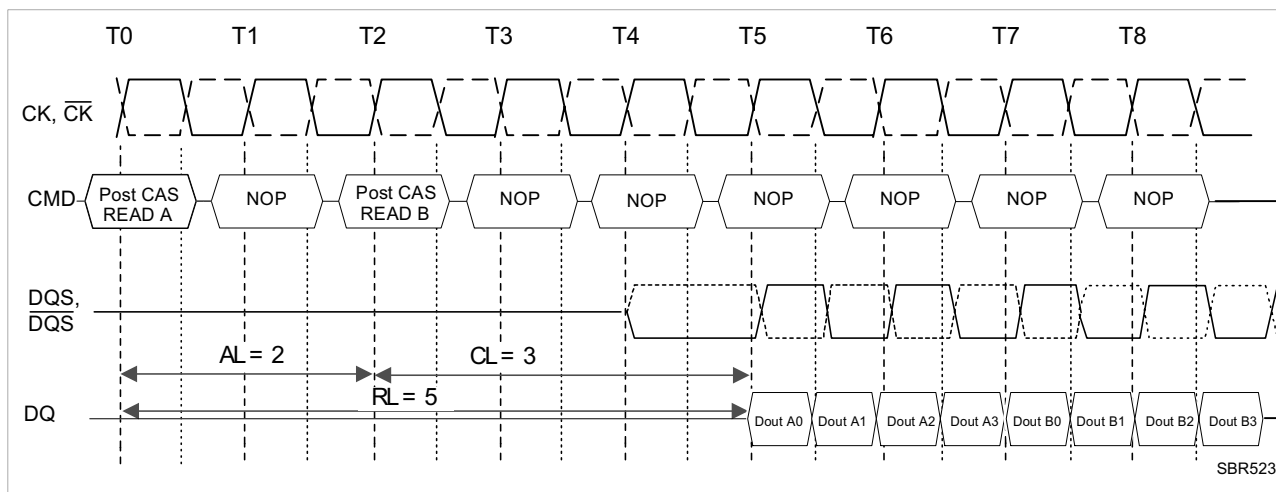 T0 T1 T2 T3 T4 T5 T6 T7 T8
CK, CK
CMD
Post CAS
READ A
NOP
Post CAS
READ B
NOP
NOP
NOP
NOP
NOP
NOP
DQS,
DQS
AL = 2
CL = 3
RL = 5
DQ
Dout A0 Dout A1 Dout A2 Dout A3 Dout B0 Dout B1 Dout B2 Dout B3
SBR523